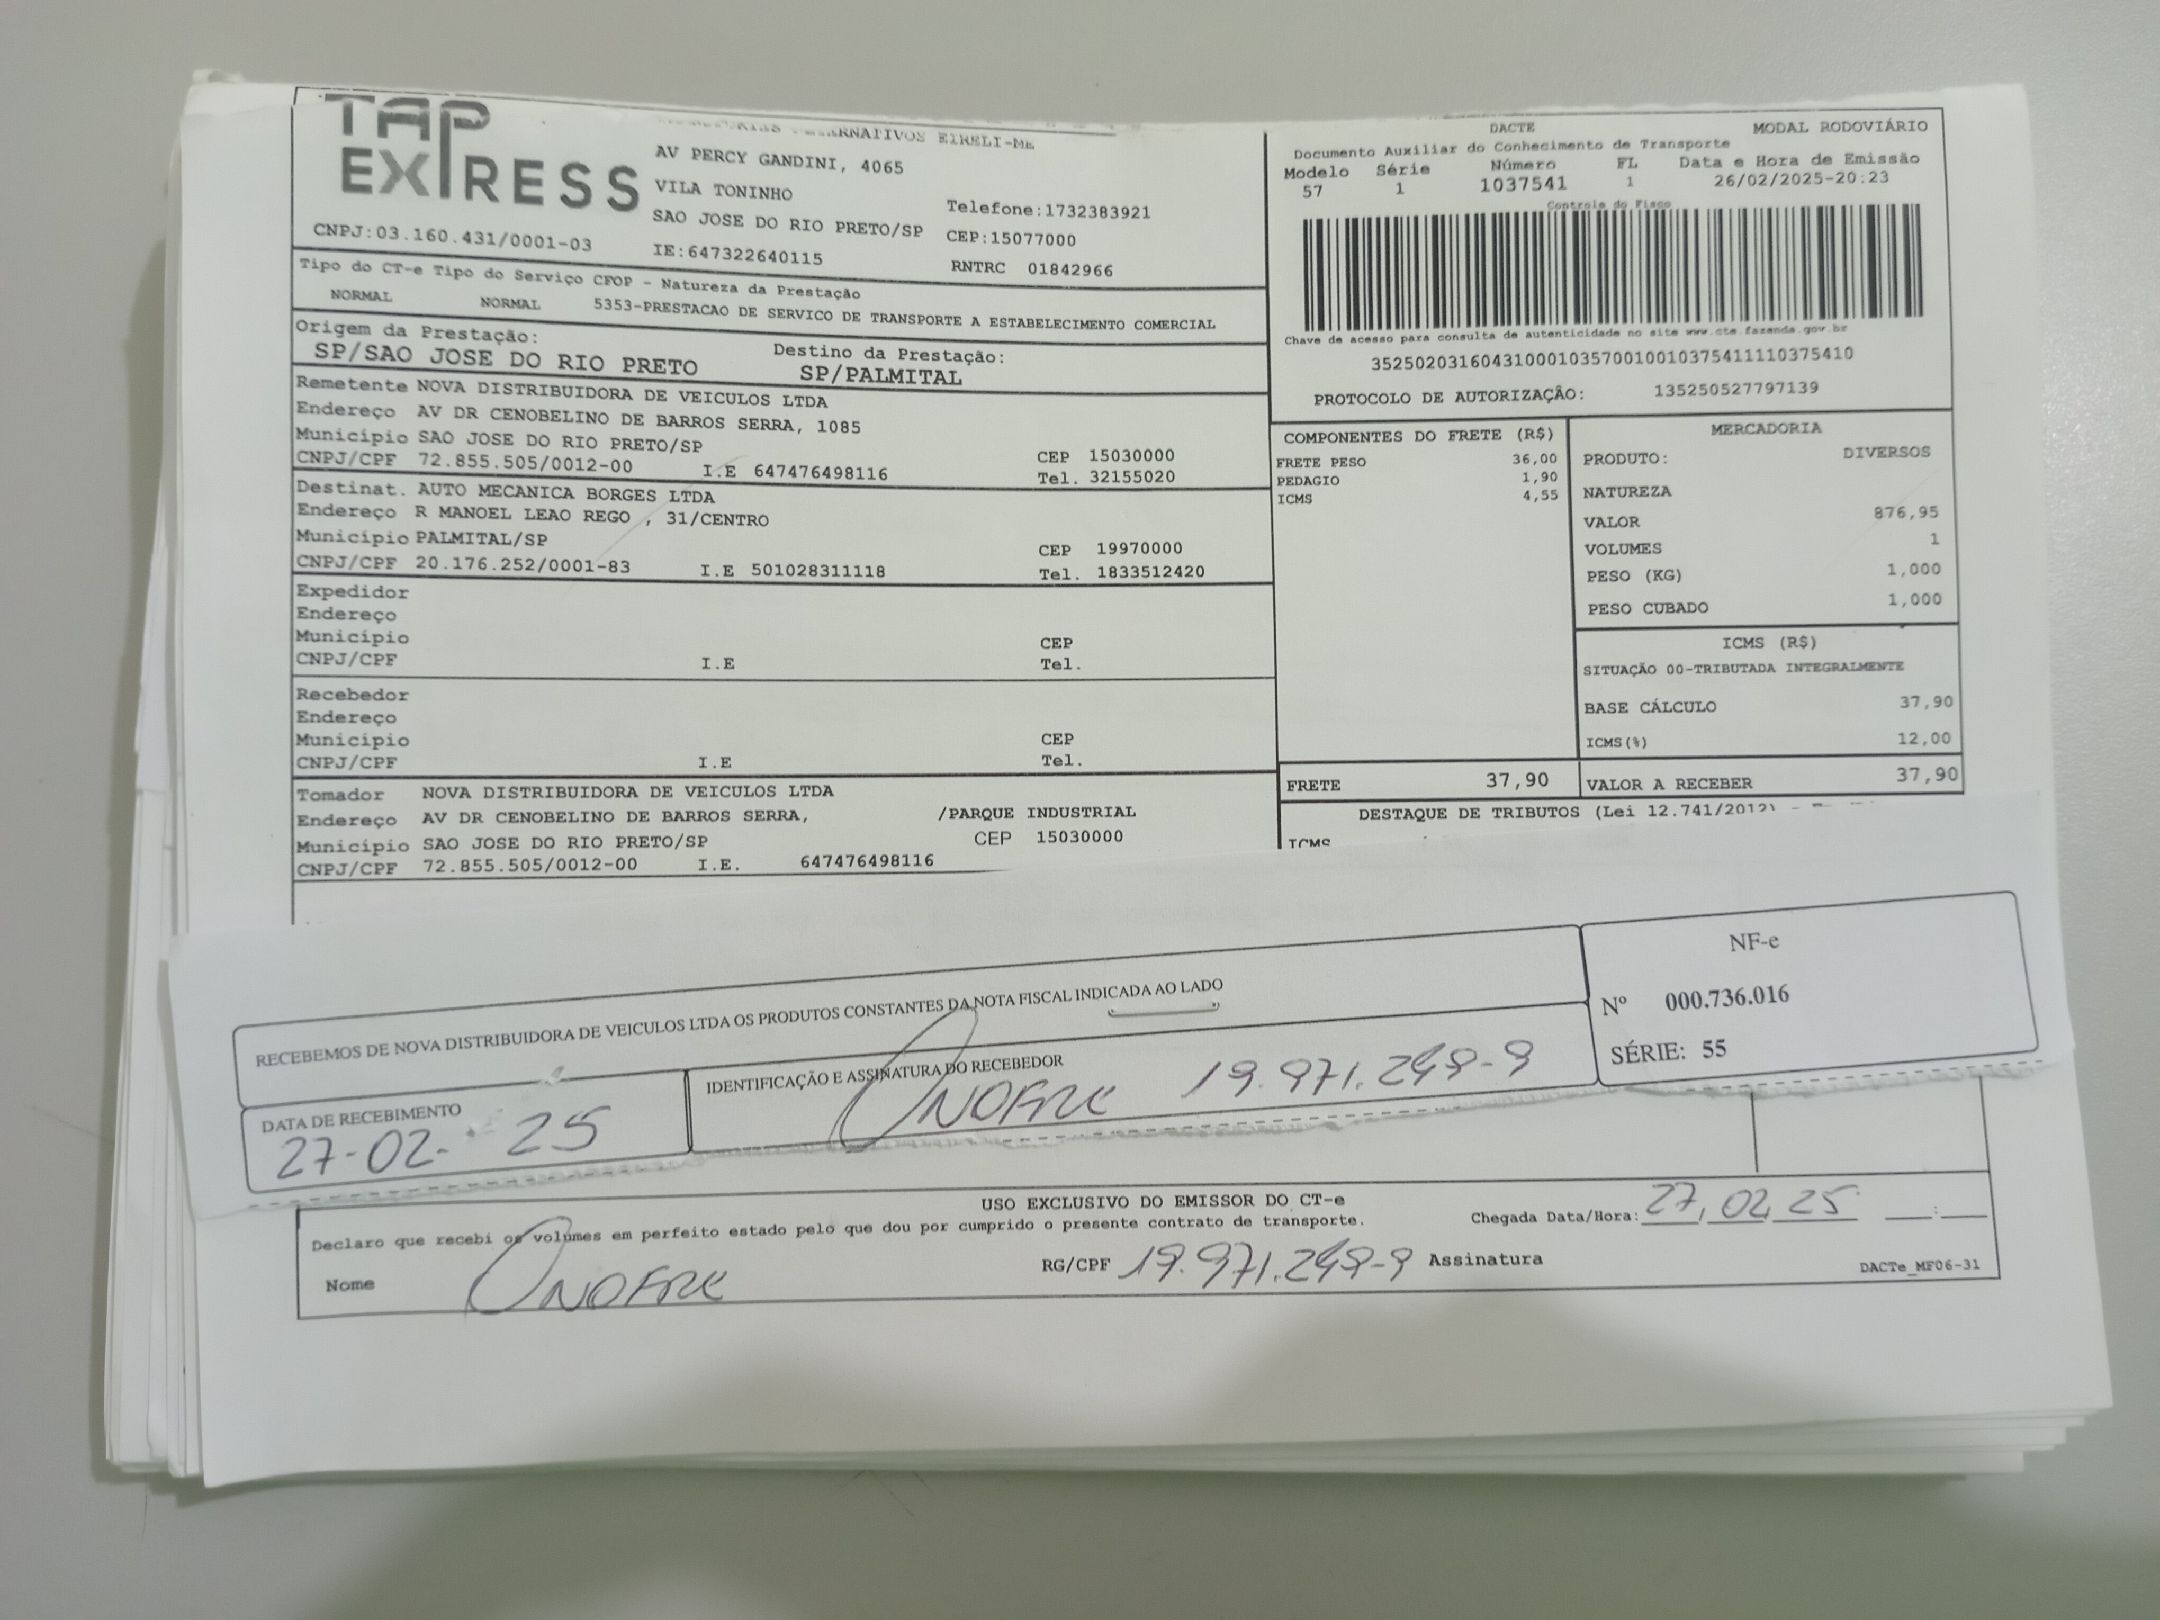 TAP
EXPRESS
EIRELI-ME
AV PERCY GANDINI, 4065
VILA TONINHO
SAO JOSE DO RIO PRETO/SP
Telefone:1732383921
CEP:15077000
CNPJ:03.160.431/0001-03
IE:647322640115
RNTRC 01842966
DACTE MODAL RODOVIÁRIO
Documento Auxiliar do Conhecimento de Transporte
Modelo Série Número FL Data e Hora de Emissão
57 1 1037541 1 26/02/2025-20:23
Controle do Fisco
Chave de acesso para consulta de autenticidade no site www.cte.fazenda.gov.br
35250203160431000103570010010375411110375410
PROTOCOLO DE AUTORIZAÇÃO: 135250527797139
Tipo do CT-e Tipo do Serviço CFOP - Natureza da Prestação
NORMAL NORMAL 5353-PRESTACAO DE SERVICO DE TRANSPORTE A ESTABELECIMENTO COMERCIAL
Origem da Prestação: Destino da Prestação:
SP/SAO JOSE DO RIO PRETO SP/PALMITAL
Remetente NOVA DISTRIBUIDORA DE VEICULOS LTDA
Endereço AV DR CENOBELINO DE BARROS SERRA, 1085
Município SAO JOSE DO RIO PRETO/SP CEP 15030000
CNPJ/CPF 72.855.505/0012-00 I.E 647476498116 Tel. 32155020
Destinat. AUTO MECANICA BORGES LTDA
Endereço R MANOEL LEAO REGO , 31/CENTRO
Município PALMITAL/SP CEP 19970000
CNPJ/CPF 20.176.252/0001-83 I.E 501028311118 Tel. 1833512420
Expedidor
Endereço
Município CEP
CNPJ/CPF I.E Tel.
Recebedor
Endereço
Município CEP
CNPJ/CPF I.E Tel.
Tomador NOVA DISTRIBUIDORA DE VEICULOS LTDA
Endereço AV DR CENOBELINO DE BARROS SERRA, /PARQUE INDUSTRIAL
Município SAO JOSE DO RIO PRETO/SP CEP 15030000
CNPJ/CPF 72.855.505/0012-00 I.E. 647476498116
COMPONENTES DO FRETE (R$)
FRETE PESO 36,00
PEDAGIO 1,90
ICMS 4,55
MERCADORIA
PRODUTO: DIVERSOS
NATUREZA
VALOR 876,95
VOLUMES 1
PESO (KG) 1,000
PESO CUBADO 1,000
ICMS (R$)
SITUAÇÃO 00-TRIBUTADA INTEGRALMENTE
BASE CÁLCULO 37,90
ICMS(%) 12,00
FRETE 37,90 VALOR A RECEBER 37,90
DESTAQUE DE TRIBUTOS (Lei 12.741/2012)
ICMS
RECEBEMOS DE NOVA DISTRIBUIDORA DE VEICULOS LTDA OS PRODUTOS CONSTANTES DA NOTA FISCAL INDICADA AO LADO
NF-e
Nº 000.736.016
SÉRIE: 55
DATA DE RECEBIMENTO
27-02-25
IDENTIFICAÇÃO E ASSINATURA DO RECEBEDOR
ONOFRE 19.971.249-9
USO EXCLUSIVO DO EMISSOR DO CT-e
Declaro que recebi os volumes em perfeito estado pelo que dou por cumprido o presente contrato de transporte.
Chegada Data/Hora: 27, 02, 25 __:__
Nome ONOFRE RG/CPF 19.971.249-9 Assinatura
DACTe_MF06-31